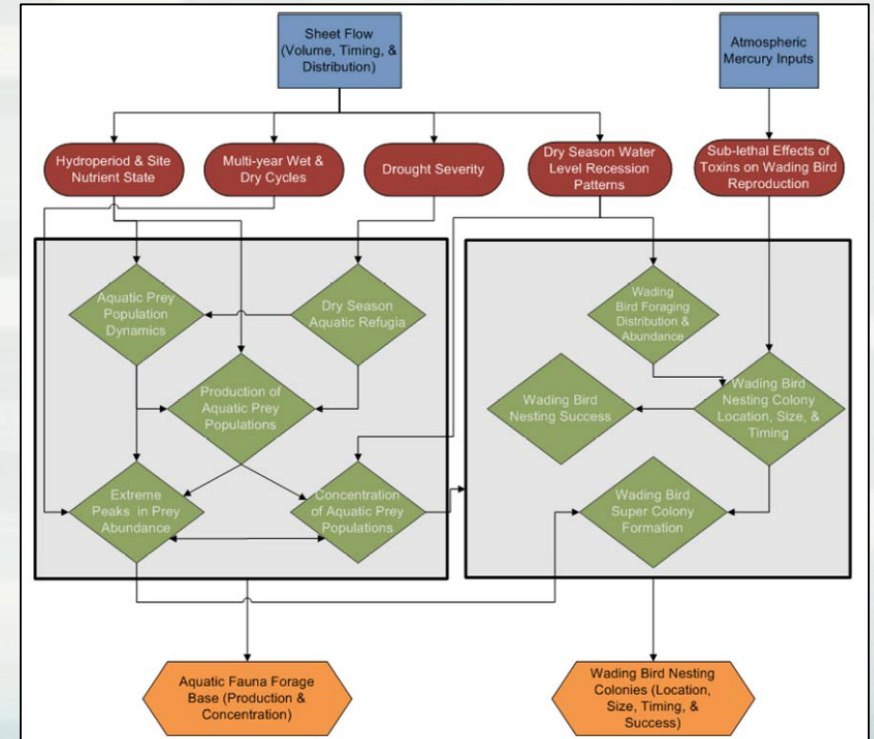 Sheet Flow
(Volume, Timing, &
Distribution)
Atmospheric
Mercury Inputs
Hydroperiod & Site
Nutrient State
Multi-year Wet &
Dry Cycles
Drought Severity
Dry Season Water
Level Recession
Patterns
Sub-lethal Effects of
Toxins on Wading Bird
Reproduction
Aquatic Prey
Population
Dynamics
Dry Season
Aquatic Refugia
Wading
Bird Foraging
Distribution &
Abundance
Production of
Aquatic Prey
Populations
Wading Bird
Nesting Success
Wading Bird
Nesting Colony
Location, Size, &
Timing
Extreme
Peaks in Prey
Abundance
Concentration
of Aquatic Prey
Populations
Wading Bird
Super Colony
Formation
Aquatic Fauna Forage
Base (Production &
Concentration)
Wading Bird Nesting
Colonies (Location,
Size, Timing, &
Success)